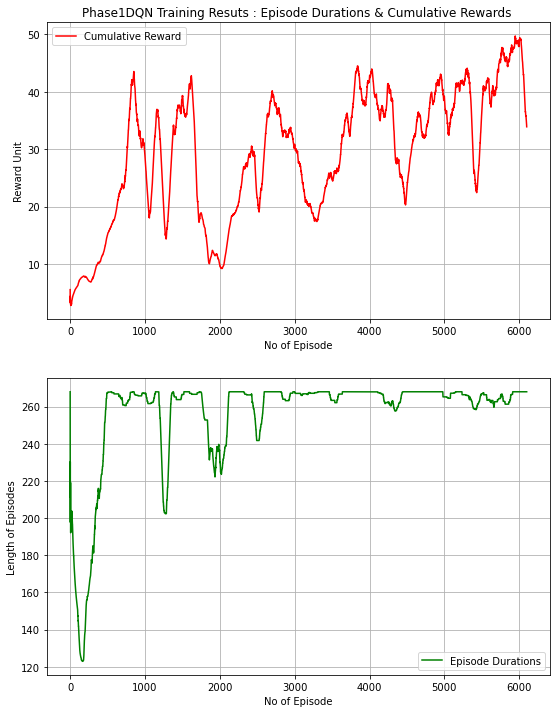 Phase1DQN Training Resuts : Episode Durations & Cumulative Rewards
Cumulative Reward
50
40
30
20
10
Reward Unit
0 1000 2000 3000 4000 5000 6000
No of Episode
260
240
220
200
180
160
140
120
Length of Episodes
Episode Durations
0 1000 2000 3000 4000 5000 6000
No of Episode